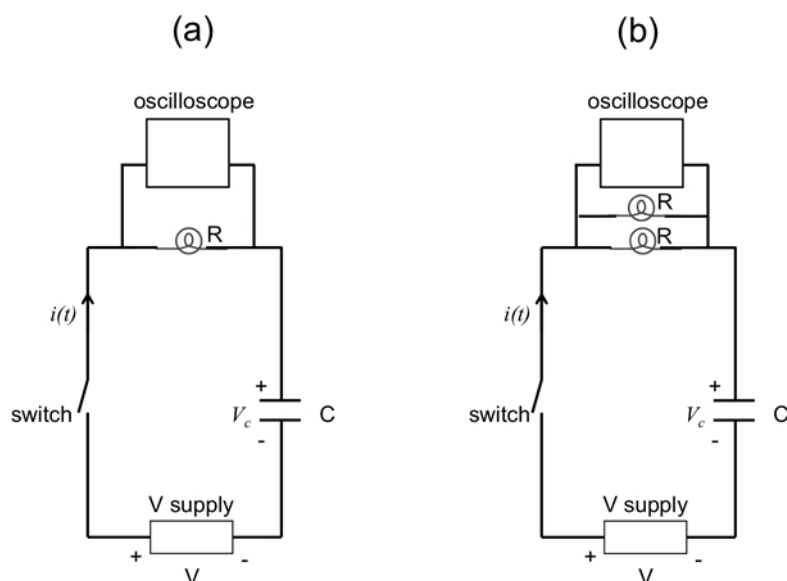 (a)
oscilloscope
R
i(t)
switch
+
V_c
-
C
V supply
+
-
V
(b)
oscilloscope
R
R
i(t)
switch
+
V_c
-
C
V supply
+
-
V